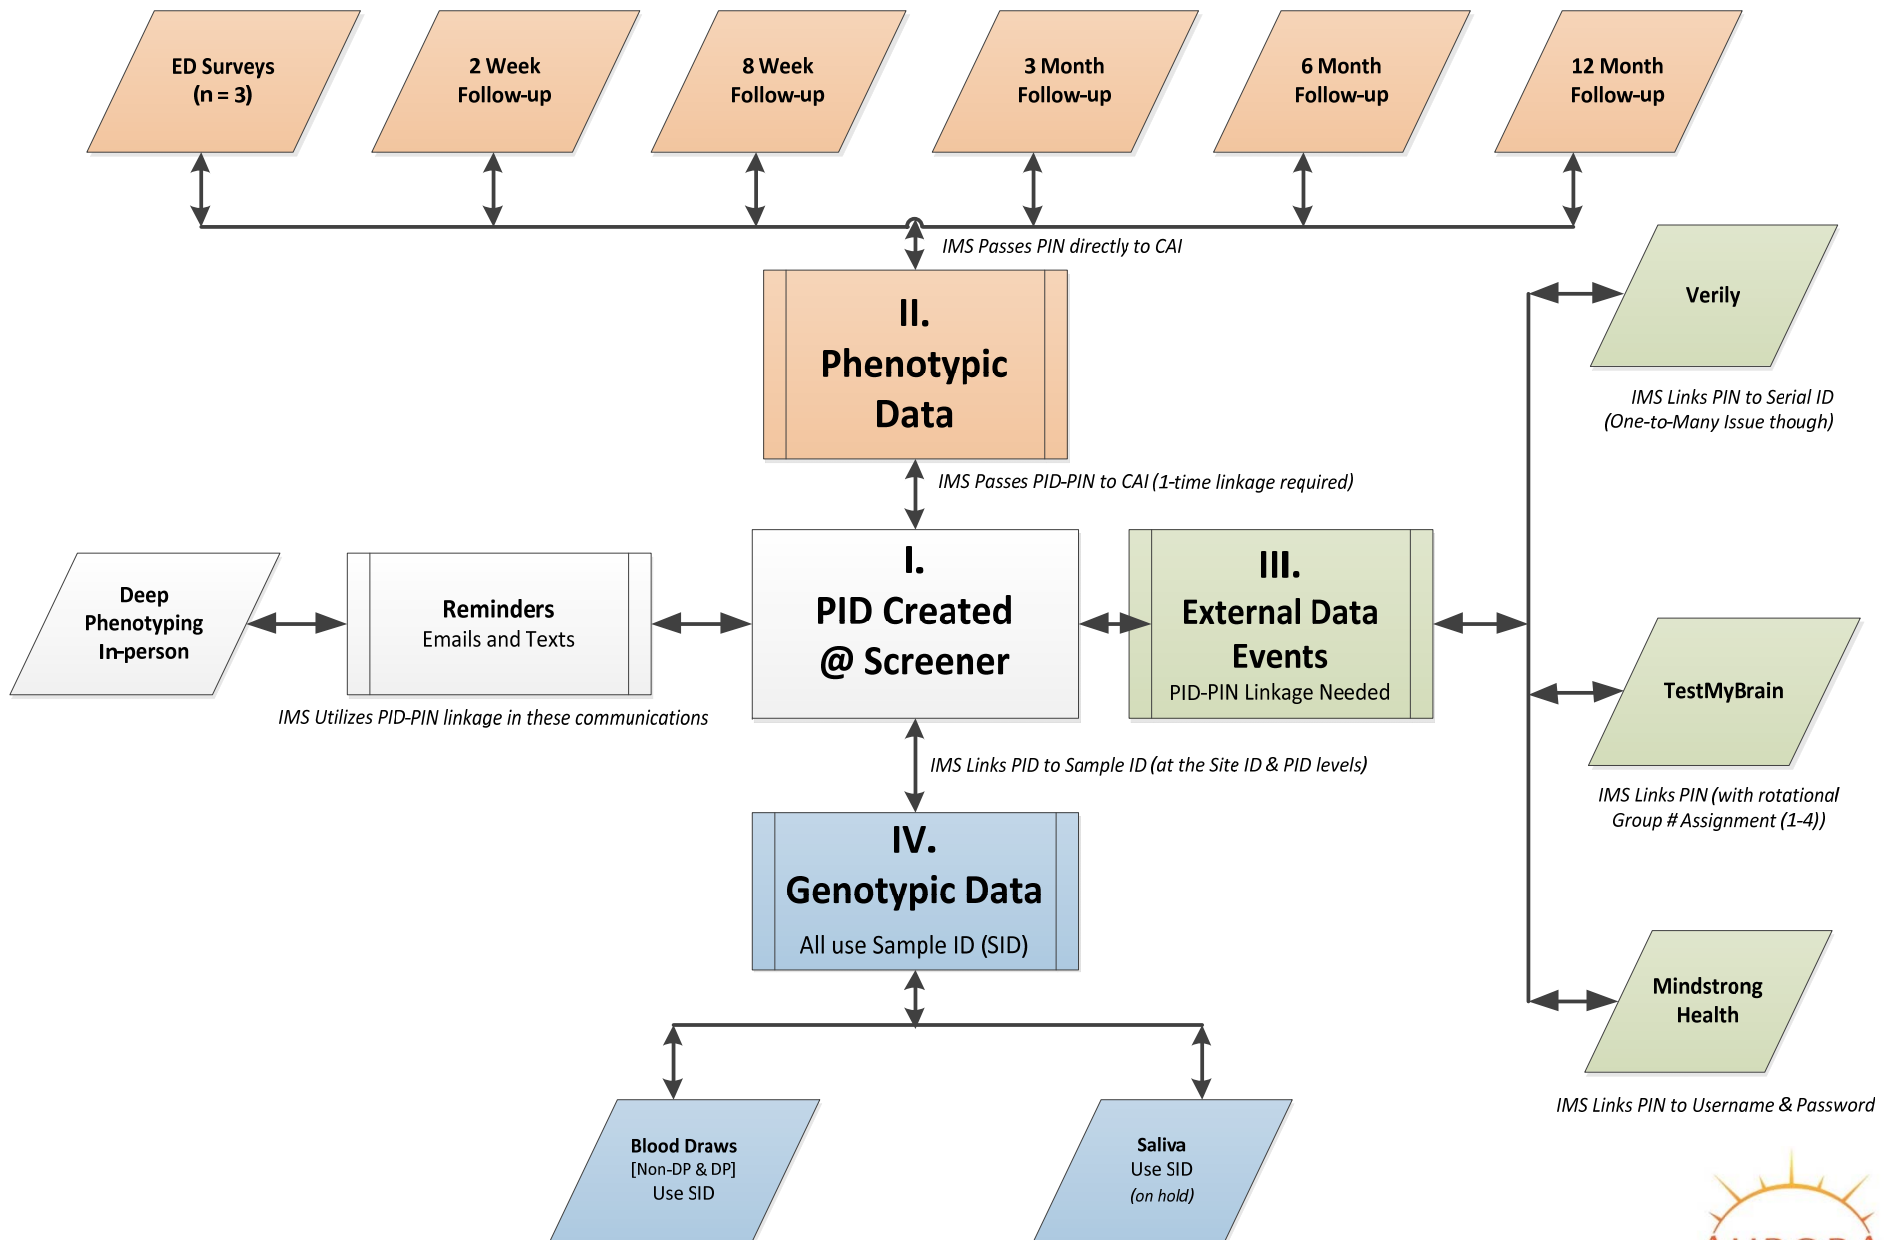 ED Surveys
(n = 3)
2 Week
Follow-up
8 Week
Follow-up
3 Month
Follow-up
6 Month
Follow-up
12 Month
Follow-up
IMS Passes PIN directly to CAI
II.
Phenotypic
Data
Verily
IMS Links PIN to Serial ID
(One-to-Many Issue though)
IMS Passes PID-PIN to CAI (1-time linkage required)
Deep
Phenotyping
In-person
Reminders
Emails and Texts
IMS Utilizes PID-PIN linkage in these communications
I.
PID Created
@ Screener
III.
External Data
Events
PID-PIN Linkage Needed
TestMyBrain
IMS Links PIN (with rotational
Group # Assignment (1-4))
IMS Links PID to Sample ID (at the Site ID & PID levels)
IV.
Genotypic Data
All use Sample ID (SID)
Mindstrong
Health
IMS Links PIN to Username & Password
Blood Draws
[Non-DP & DP]
Use SID
Saliva
Use SID
(on hold)